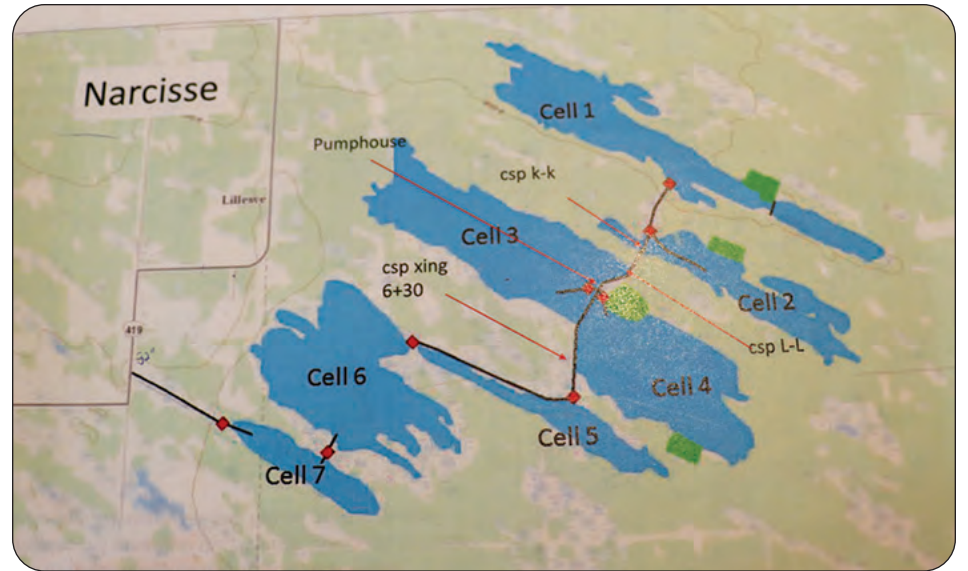 Narcisse
Cell 1
Pumphouse
csp k-k
Lillesve
Cell 3
csp xing
6+30
Cell 2
419
csp L-L
Cell 6
Cell 4
Cell 5
Cell 7